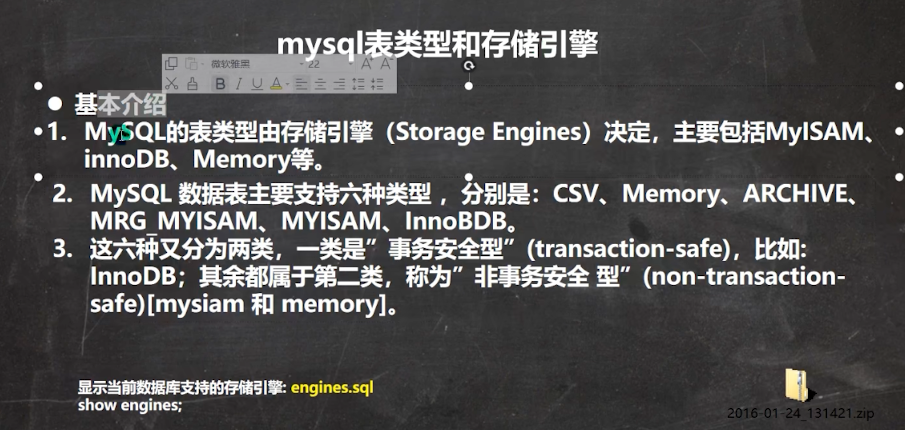 mysql表类型和存储引擎
微软雅黑 22
B I U A
● 基本介绍
1. MySQL的表类型由存储引擎（Storage Engines）决定，主要包括MyISAM、
innoDB、Memory等。
2. MySQL 数据表主要支持六种类型 ，分别是：CSV、Memory、ARCHIVE、
MRG_MYISAM、MYISAM、InnoBDB。
3. 这六种又分为两类，一类是”事务安全型”(transaction-safe)，比如:
InnoDB；其余都属于第二类，称为”非事务安全 型”(non-transaction-
safe)[mysiam 和 memory]。
显示当前数据库支持的存储引擎: engines.sql
show engines;
2016-01-24_131421.zip